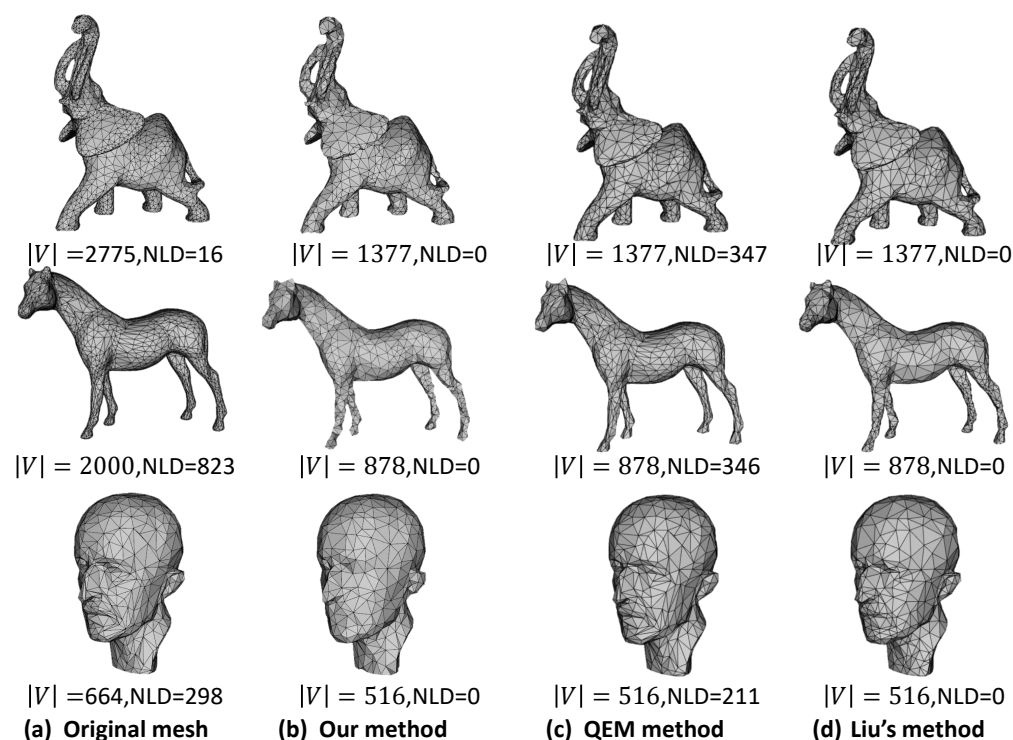 |V| =2775,NLD=16
|V| = 1377,NLD=0
|V| = 1377,NLD=347
|V| = 1377,NLD=0
|V| = 2000,NLD=823
|V| = 878,NLD=0
|V| = 878,NLD=346
|V| = 878,NLD=0
|V| =664,NLD=298
|V| = 516,NLD=0
|V| = 516,NLD=211
|V| = 516,NLD=0
(a) Original mesh
(b) Our method
(c) QEM method
(d) Liu's method